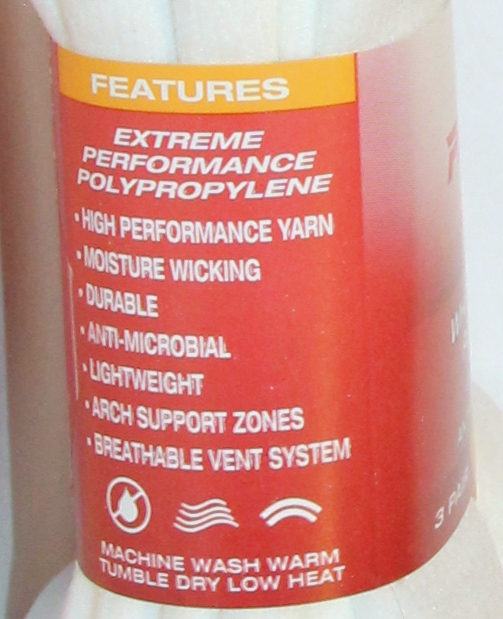 FEATURES
EXTREME
PERFORMANCE
POLYPROPYLENE
• HIGH PERFORMANCE YARN
• MOISTURE WICKING
• DURABLE
• ANTI-MICROBIAL
• LIGHTWEIGHT
• ARCH SUPPORT ZONES
• BREATHABLE VENT SYSTEM
MACHINE WASH WARM
TUMBLE DRY LOW HEAT
3